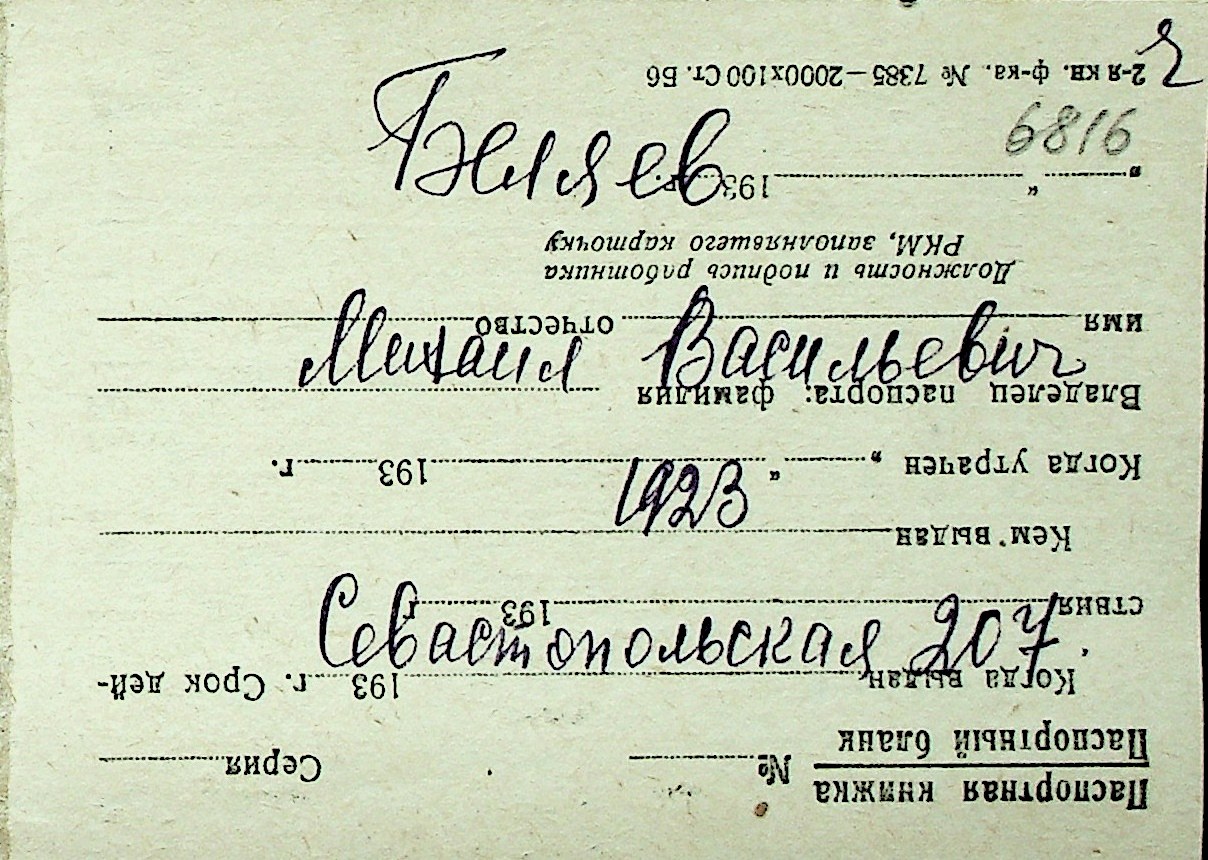 6816
Беляев
Михаил Васильевич
1923
Севастопольская 207.
Паспортная книжка
Паспортный бланк
№ Серия
Когда выдан 193 г. Срок дей-
ствия 193 г
Кем выдан
Когда утрачен „ “ 193 г.
Владелец паспорта: фамилия
имя отчество
Должность и подпись работника
РКМ, заполнявшего карточку
„ “ 193 г.
2-я кн. ф-ка. № 7385—2000х100 Ст. Бб